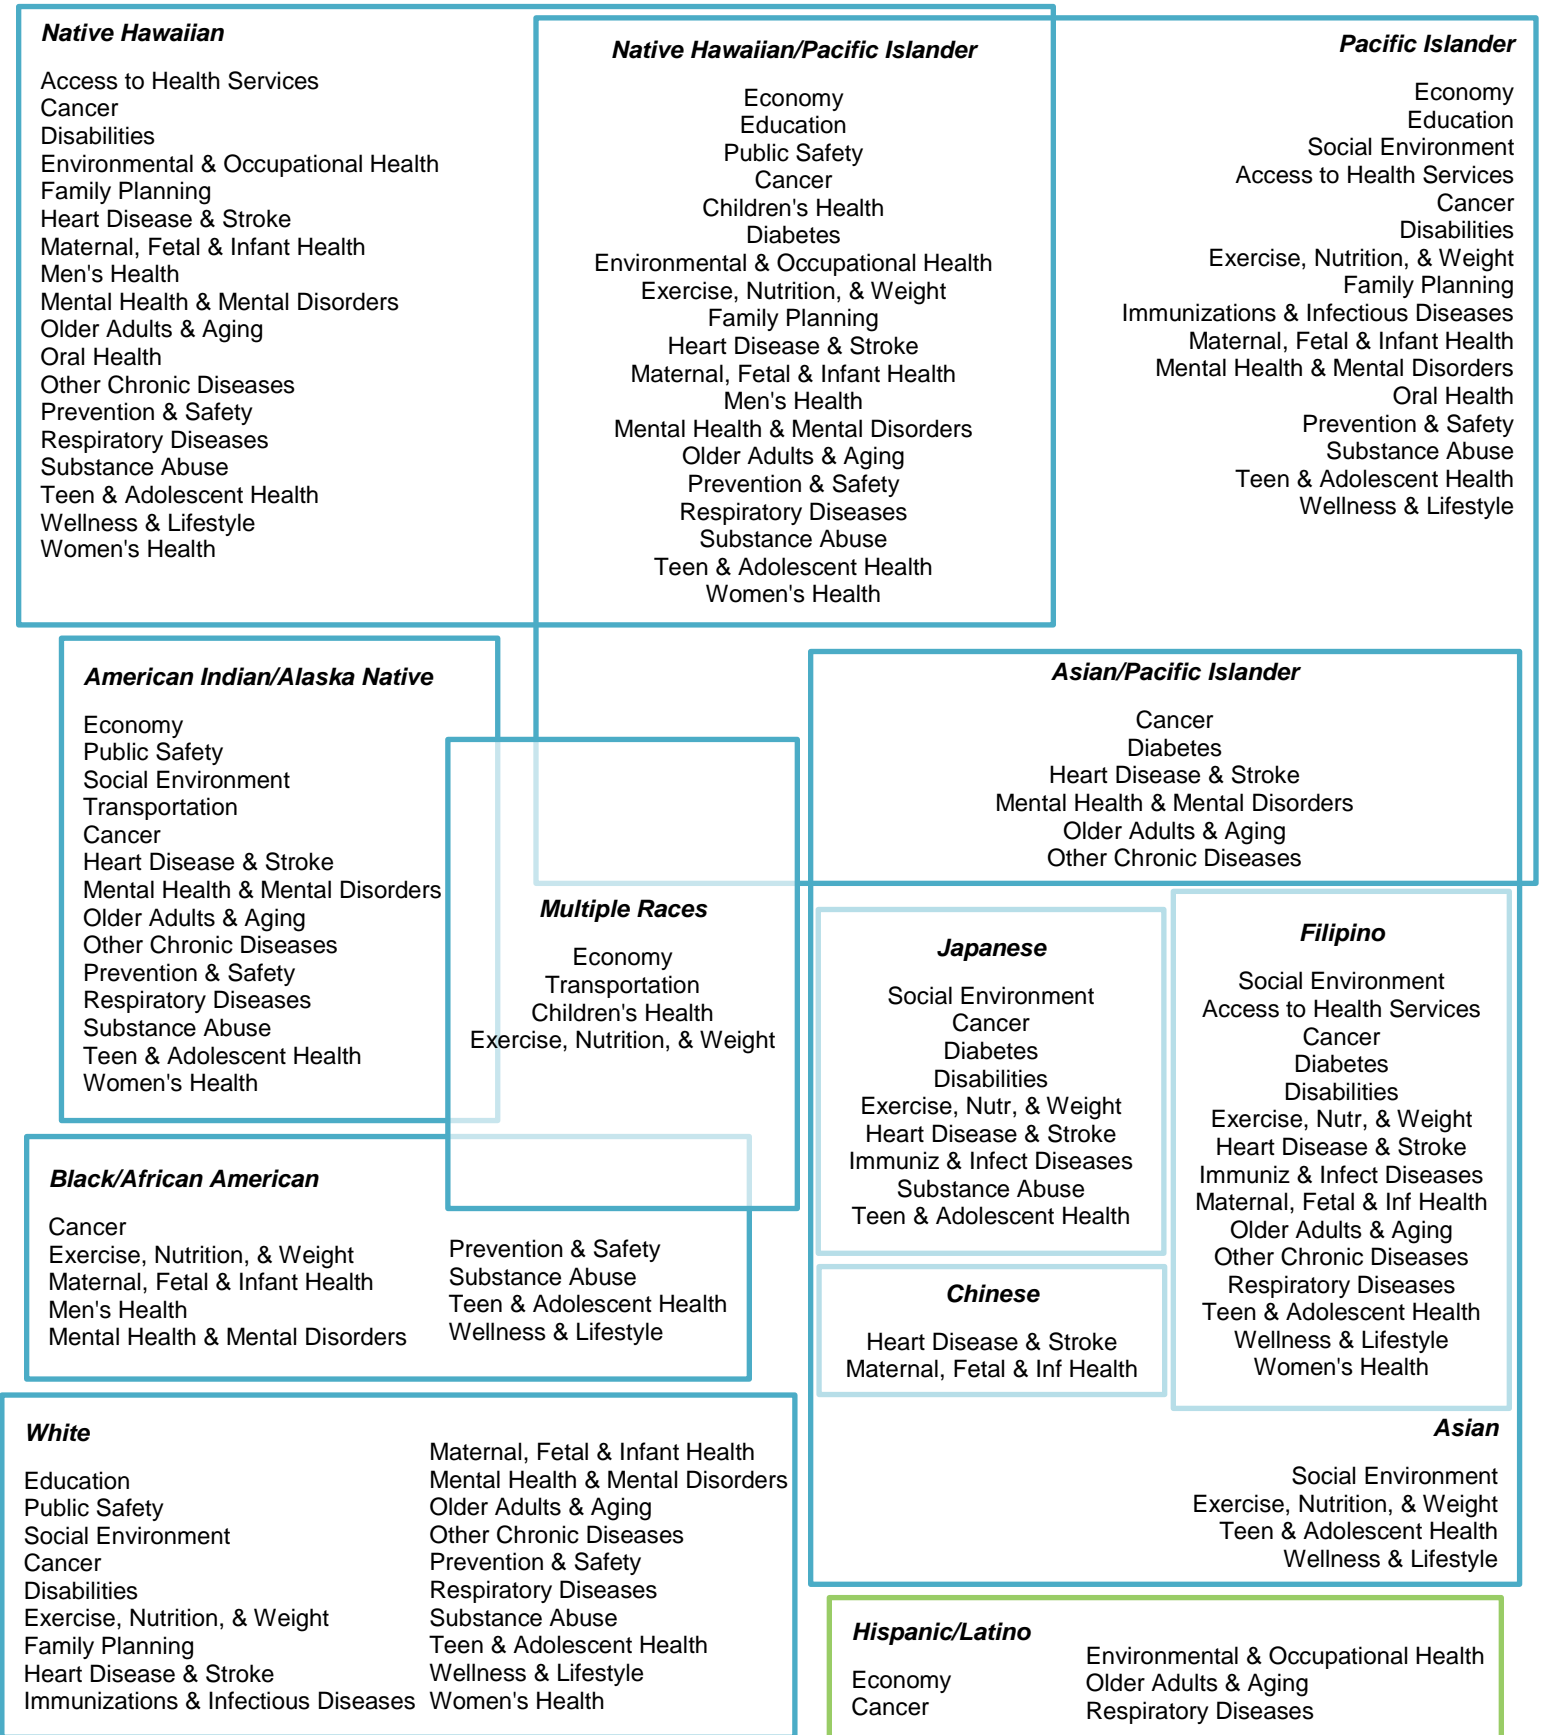 Native Hawaiian
Access to Health Services
Cancer
Disabilities
Environmental & Occupational Health
Family Planning
Heart Disease & Stroke
Maternal, Fetal & Infant Health
Men's Health
Mental Health & Mental Disorders
Older Adults & Aging
Oral Health
Other Chronic Diseases
Prevention & Safety
Respiratory Diseases
Substance Abuse
Teen & Adolescent Health
Wellness & Lifestyle
Women's Health
Native Hawaiian/Pacific Islander
Economy
Education
Public Safety
Cancer
Children's Health
Diabetes
Environmental & Occupational Health
Exercise, Nutrition, & Weight
Family Planning
Heart Disease & Stroke
Maternal, Fetal & Infant Health
Men's Health
Mental Health & Mental Disorders
Older Adults & Aging
Prevention & Safety
Respiratory Diseases
Substance Abuse
Teen & Adolescent Health
Women's Health
Pacific Islander
Economy
Education
Social Environment
Access to Health Services
Cancer
Disabilities
Exercise, Nutrition, & Weight
Family Planning
Immunizations & Infectious Diseases
Maternal, Fetal & Infant Health
Mental Health & Mental Disorders
Oral Health
Prevention & Safety
Substance Abuse
Teen & Adolescent Health
Wellness & Lifestyle
American Indian/Alaska Native
Economy
Public Safety
Social Environment
Transportation
Cancer
Heart Disease & Stroke
Mental Health & Mental Disorders
Older Adults & Aging
Other Chronic Diseases
Prevention & Safety
Respiratory Diseases
Substance Abuse
Teen & Adolescent Health
Women's Health
Asian/Pacific Islander
Cancer
Diabetes
Heart Disease & Stroke
Mental Health & Mental Disorders
Older Adults & Aging
Other Chronic Diseases
Multiple Races
Economy
Transportation
Children's Health
Exercise, Nutrition, & Weight
Japanese
Social Environment
Cancer
Diabetes
Disabilities
Exercise, Nutr, & Weight
Heart Disease & Stroke
Immuniz & Infect Diseases
Substance Abuse
Teen & Adolescent Health
Filipino
Social Environment
Access to Health Services
Cancer
Diabetes
Disabilities
Exercise, Nutr, & Weight
Heart Disease & Stroke
Immuniz & Infect Diseases
Maternal, Fetal & Inf Health
Older Adults & Aging
Other Chronic Diseases
Respiratory Diseases
Teen & Adolescent Health
Wellness & Lifestyle
Women's Health
Chinese
Heart Disease & Stroke
Maternal, Fetal & Inf Health
Asian
Social Environment
Exercise, Nutrition, & Weight
Teen & Adolescent Health
Wellness & Lifestyle
Black/African American
Cancer
Exercise, Nutrition, & Weight
Maternal, Fetal & Infant Health
Men's Health
Mental Health & Mental Disorders
Prevention & Safety
Substance Abuse
Teen & Adolescent Health
Wellness & Lifestyle
White
Education
Public Safety
Social Environment
Cancer
Disabilities
Exercise, Nutrition, & Weight
Family Planning
Heart Disease & Stroke
Immunizations & Infectious Diseases
Maternal, Fetal & Infant Health
Mental Health & Mental Disorders
Older Adults & Aging
Other Chronic Diseases
Prevention & Safety
Respiratory Diseases
Substance Abuse
Teen & Adolescent Health
Wellness & Lifestyle
Women's Health
Hispanic/Latino
Economy
Cancer
Environmental & Occupational Health
Older Adults & Aging
Respiratory Diseases